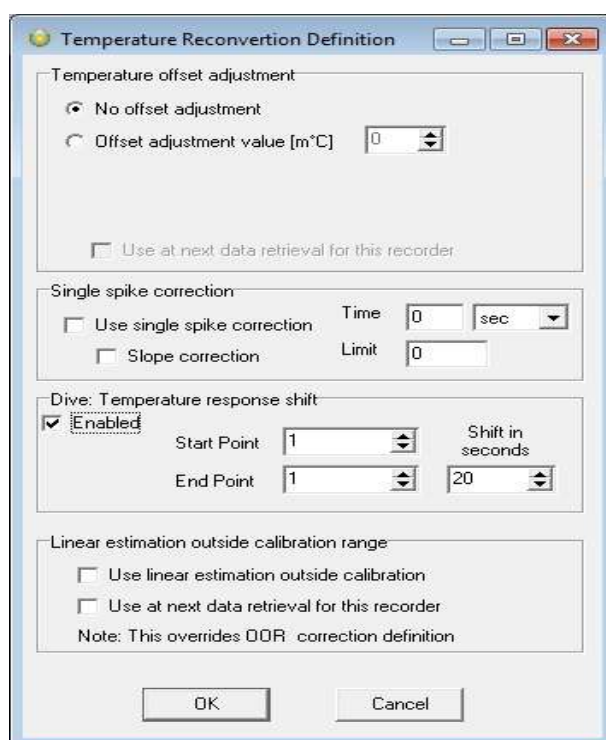 Temperature Reconvertion Definition
Temperature offset adjustment
No offset adjustment
Offset adjustment value [m°C] 0
Use at next data retrieval for this recorder
Single spike correction
Use single spike correction Time 0 sec
Slope correction Limit 0
Dive: Temperature response shift
Enabled
Start Point 1 Shift in seconds
End Point 1 20
Linear estimation outside calibration range
Use linear estimation outside calibration
Use at next data retrieval for this recorder
Note: This overrides OOR correction definition
OK Cancel